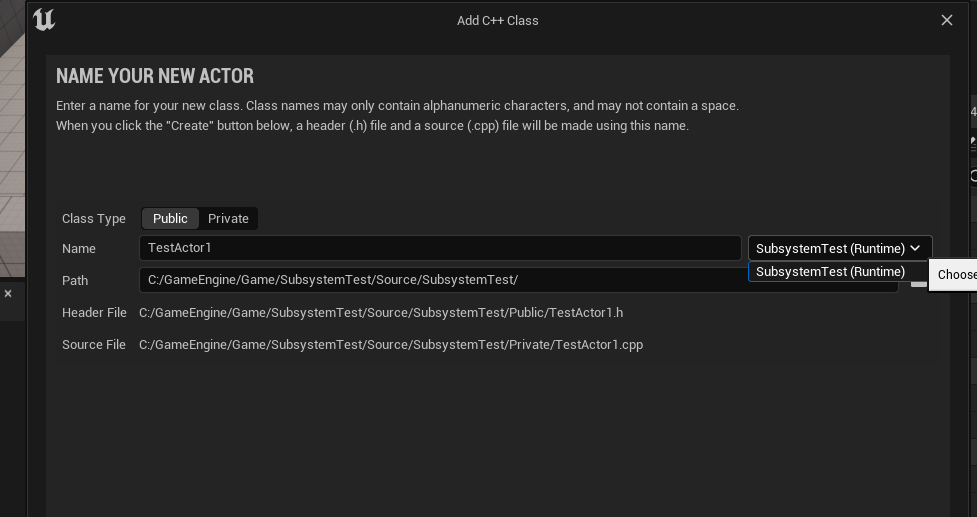 Add C++ Class
NAME YOUR NEW ACTOR
Enter a name for your new class. Class names may only contain alphanumeric characters, and may not contain a space.
When you click the "Create" button below, a header (.h) file and a source (.cpp) file will be made using this name.
Class Type Public Private
Name TestActor1 SubsystemTest (Runtime)
SubsystemTest (Runtime)
Path C:/GameEngine/Game/SubsystemTest/Source/SubsystemTest/
Choose
Header File C:/GameEngine/Game/SubsystemTest/Source/SubsystemTest/Public/TestActor1.h
Source File C:/GameEngine/Game/SubsystemTest/Source/SubsystemTest/Private/TestActor1.cpp